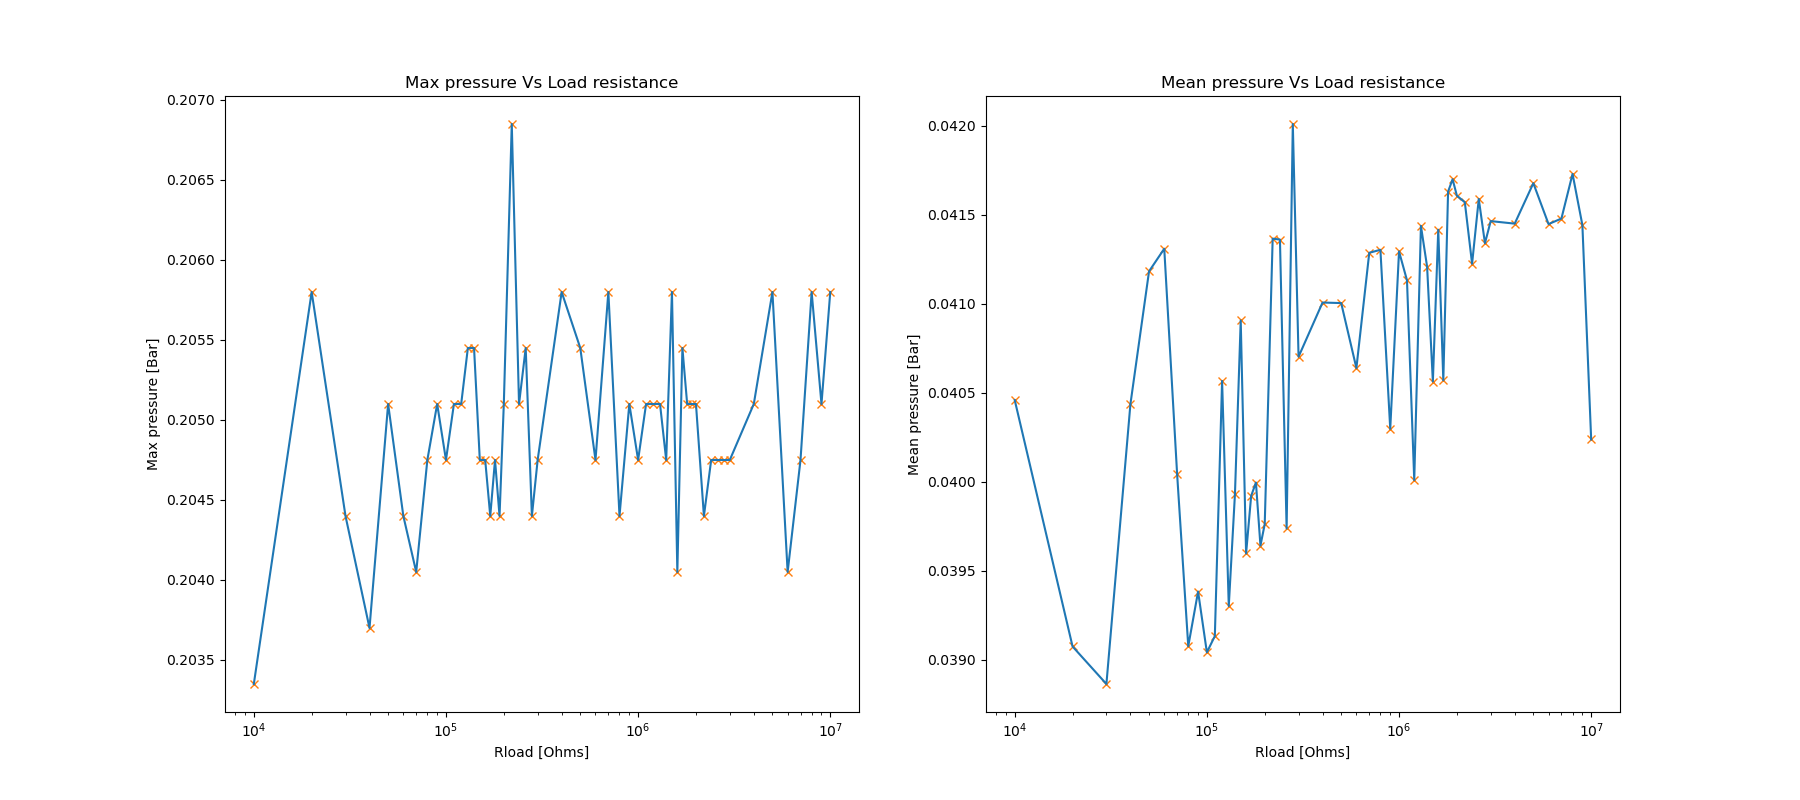 Max pressure Vs Load resistance
0.2070
0.2065
0.2060
0.2055
0.2050
0.2045
0.2040
0.2035
Max pressure [Bar]
10⁴ 10⁵ 10⁶ 10⁷
Rload [Ohms]
Mean pressure Vs Load resistance
0.0420
0.0415
0.0410
0.0405
0.0400
0.0395
0.0390
Mean pressure [Bar]
10⁴ 10⁵ 10⁶ 10⁷
Rload [Ohms]